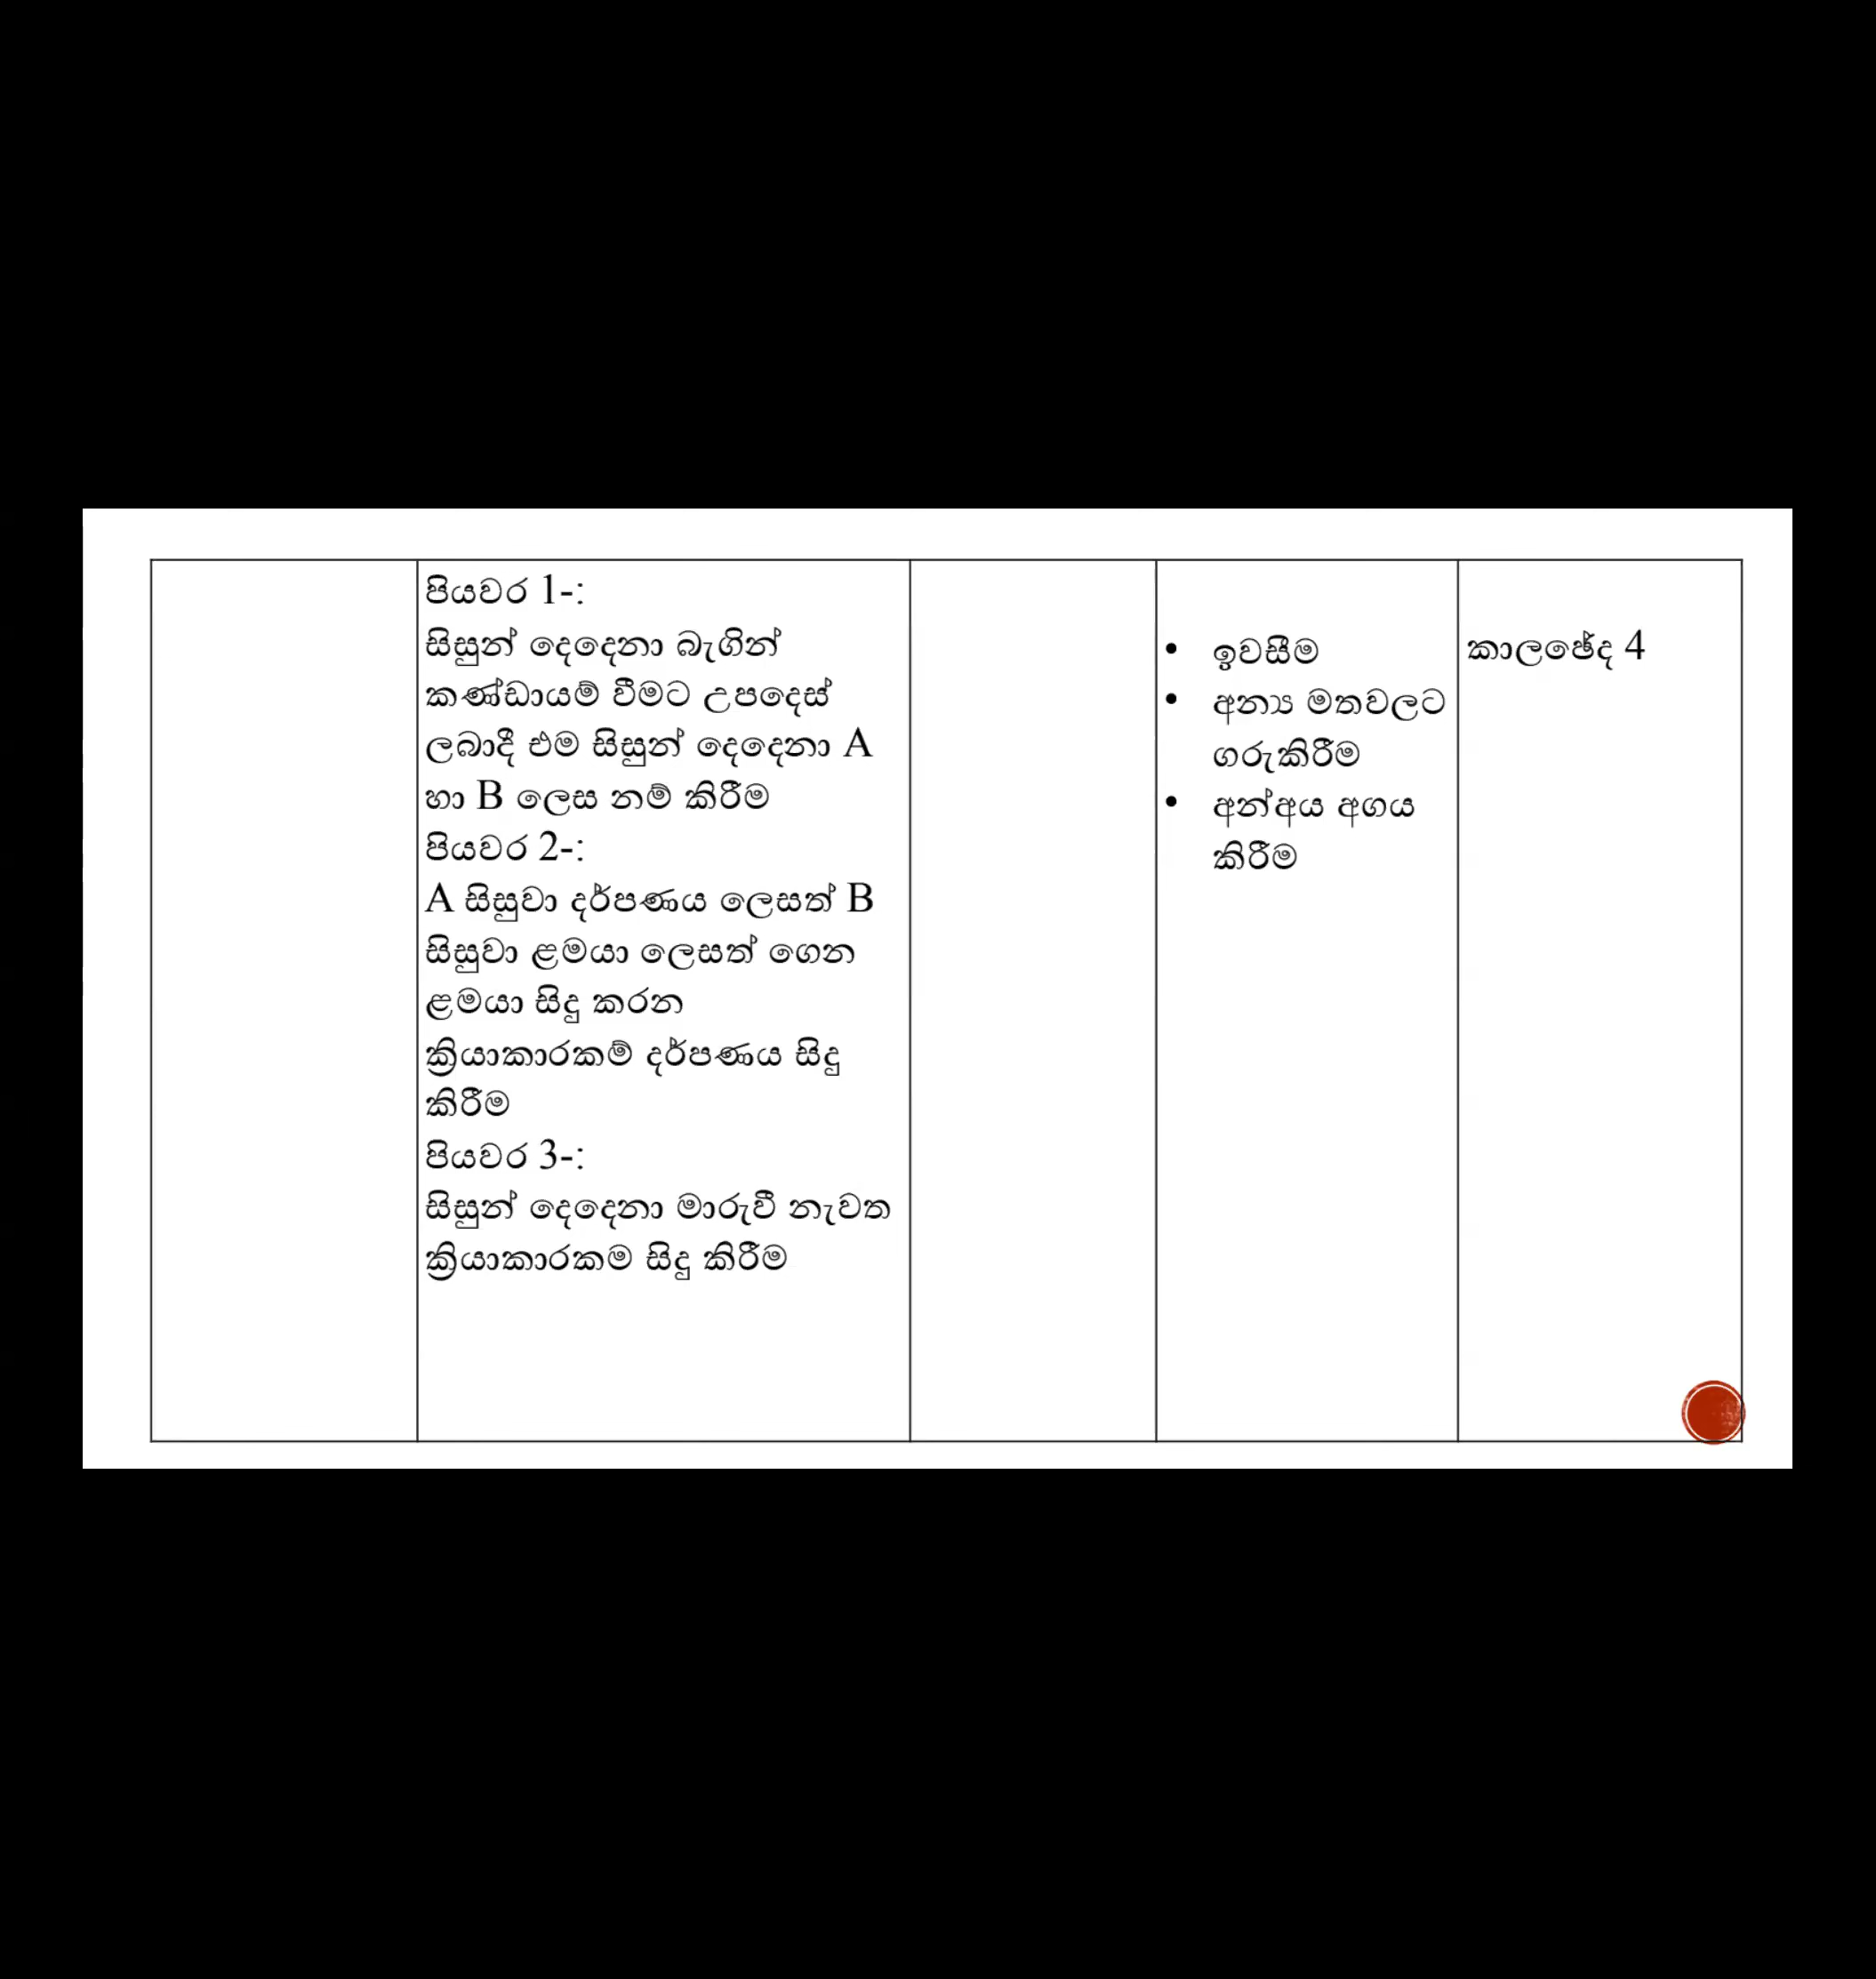 පියවර 1-:
සිසුන් දෙදෙනා බැගින්
කණ්ඩායම් වීමට උපදෙස්
ලබාදී එම සිසුන් දෙදෙනා A
හා B ලෙස නම් කිරීම
පියවර 2-:
A සිසුවා දර්පණය ලෙසත් B
සිසුවා ළමයා ලෙසත් ගෙන
ළමයා සිදු කරන
ක්‍රියාකාරකම් දර්පණය සිදු
කිරීම
පියවර 3-:
සිසුන් දෙදෙනා මාරුවී නැවත
ක්‍රියාකාරකම සිදු කිරීම
• ඉවසීම
• අන්‍ය මතවලට
ගරුකිරීම
• අන්අය අගය
කිරීම
කාලඡේද 4